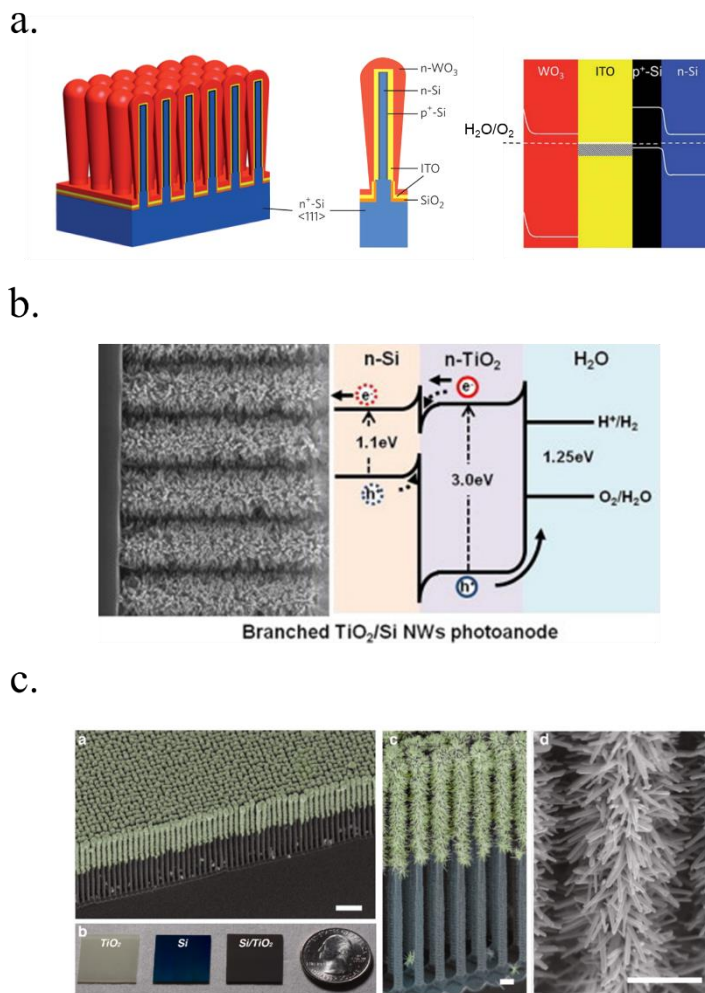 a.
n-WO₃
n-Si
p⁺-Si
ITO
SiO₂
n⁺-Si
<111>
WO₃ ITO p⁺-Si n-Si
H₂O/O₂
b.
n-Si n-TiO₂ H₂O
e⁻ e⁻
H⁺/H₂
1.1eV
1.25eV
3.0eV
h⁺
O₂/H₂O
h⁺
Branched TiO₂/Si NWs photoanode
c.
a c d
b TiO₂ Si Si/TiO₂